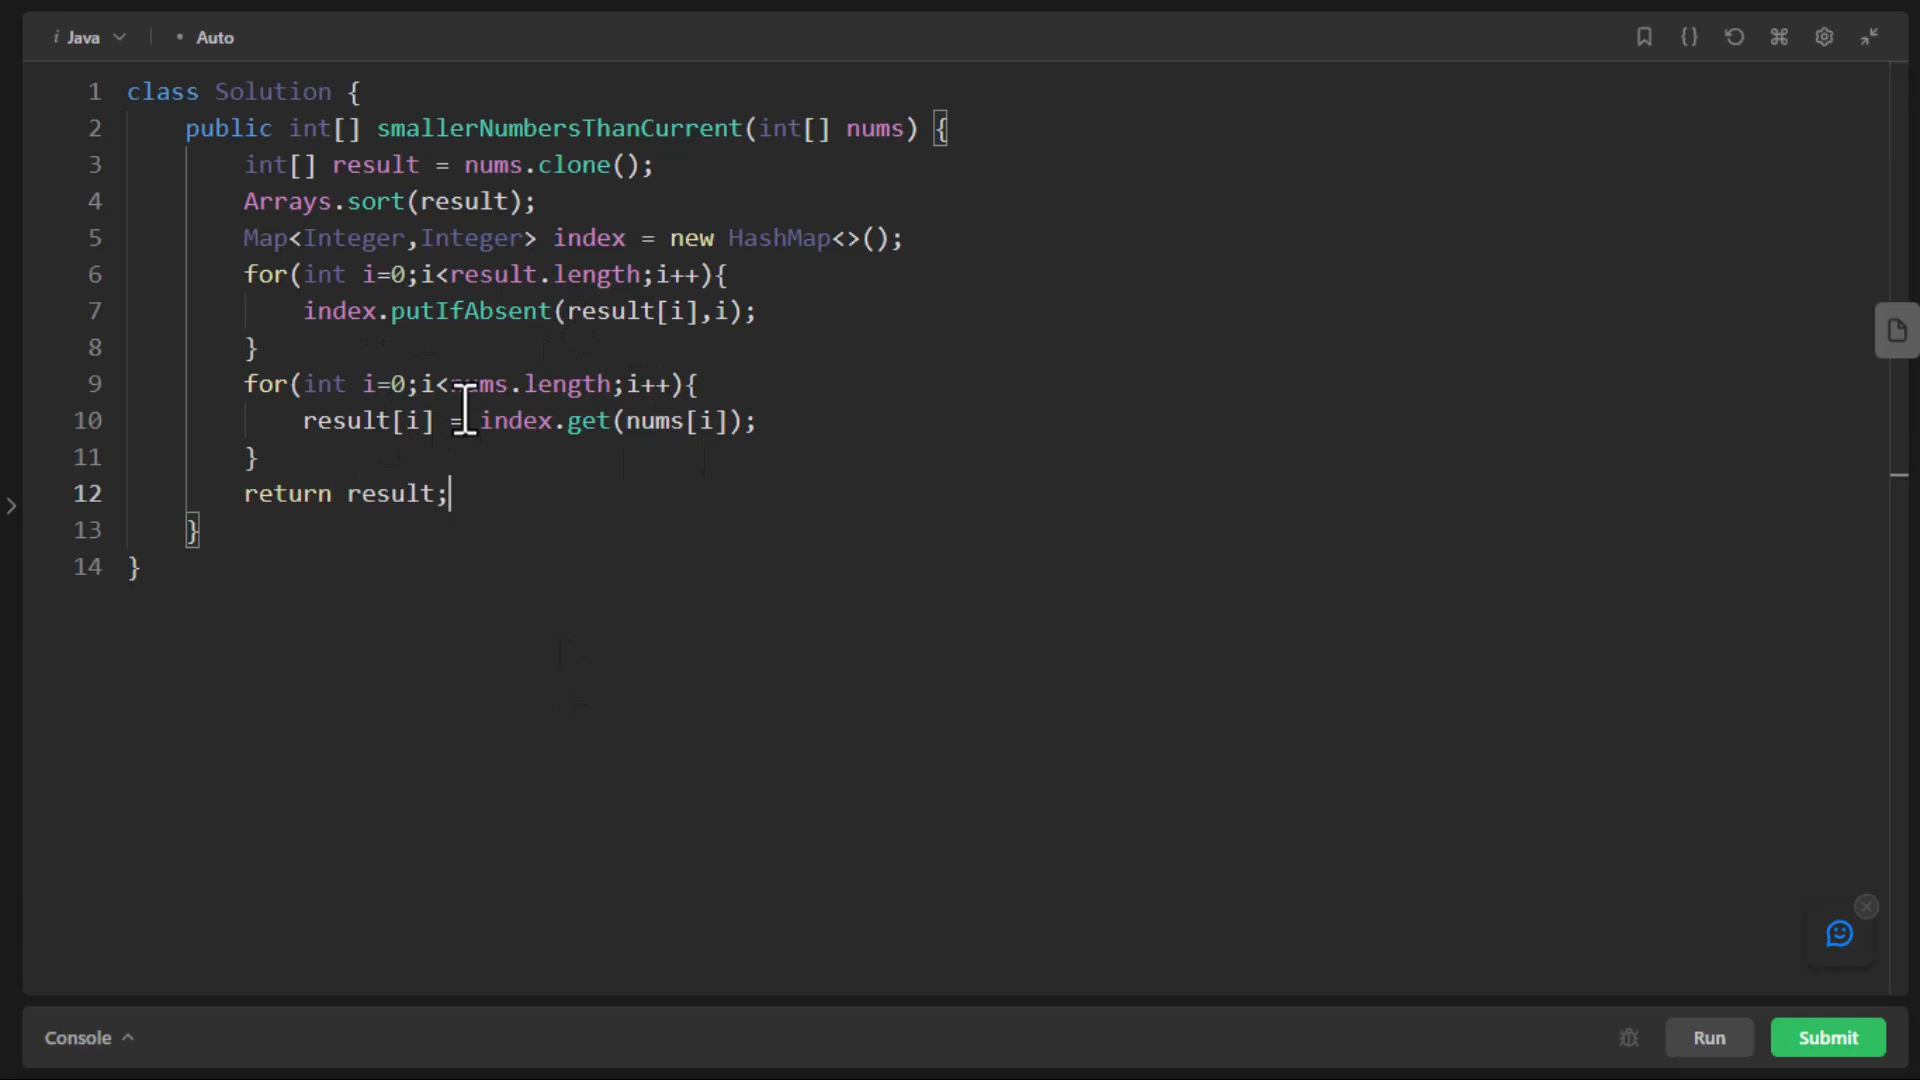 i Java • Auto
1 class Solution {
2 public int[] smallerNumbersThanCurrent(int[] nums) {
3 int[] result = nums.clone();
4 Arrays.sort(result);
5 Map<Integer,Integer> index = new HashMap<>();
6 for(int i=0;i<result.length;i++){
7 index.putIfAbsent(result[i],i);
8 }
9 for(int i=0;i<nums.length;i++){
10 result[i] = index.get(nums[i]);
11 }
12 return result;
13 }
14 }
Console Run Submit